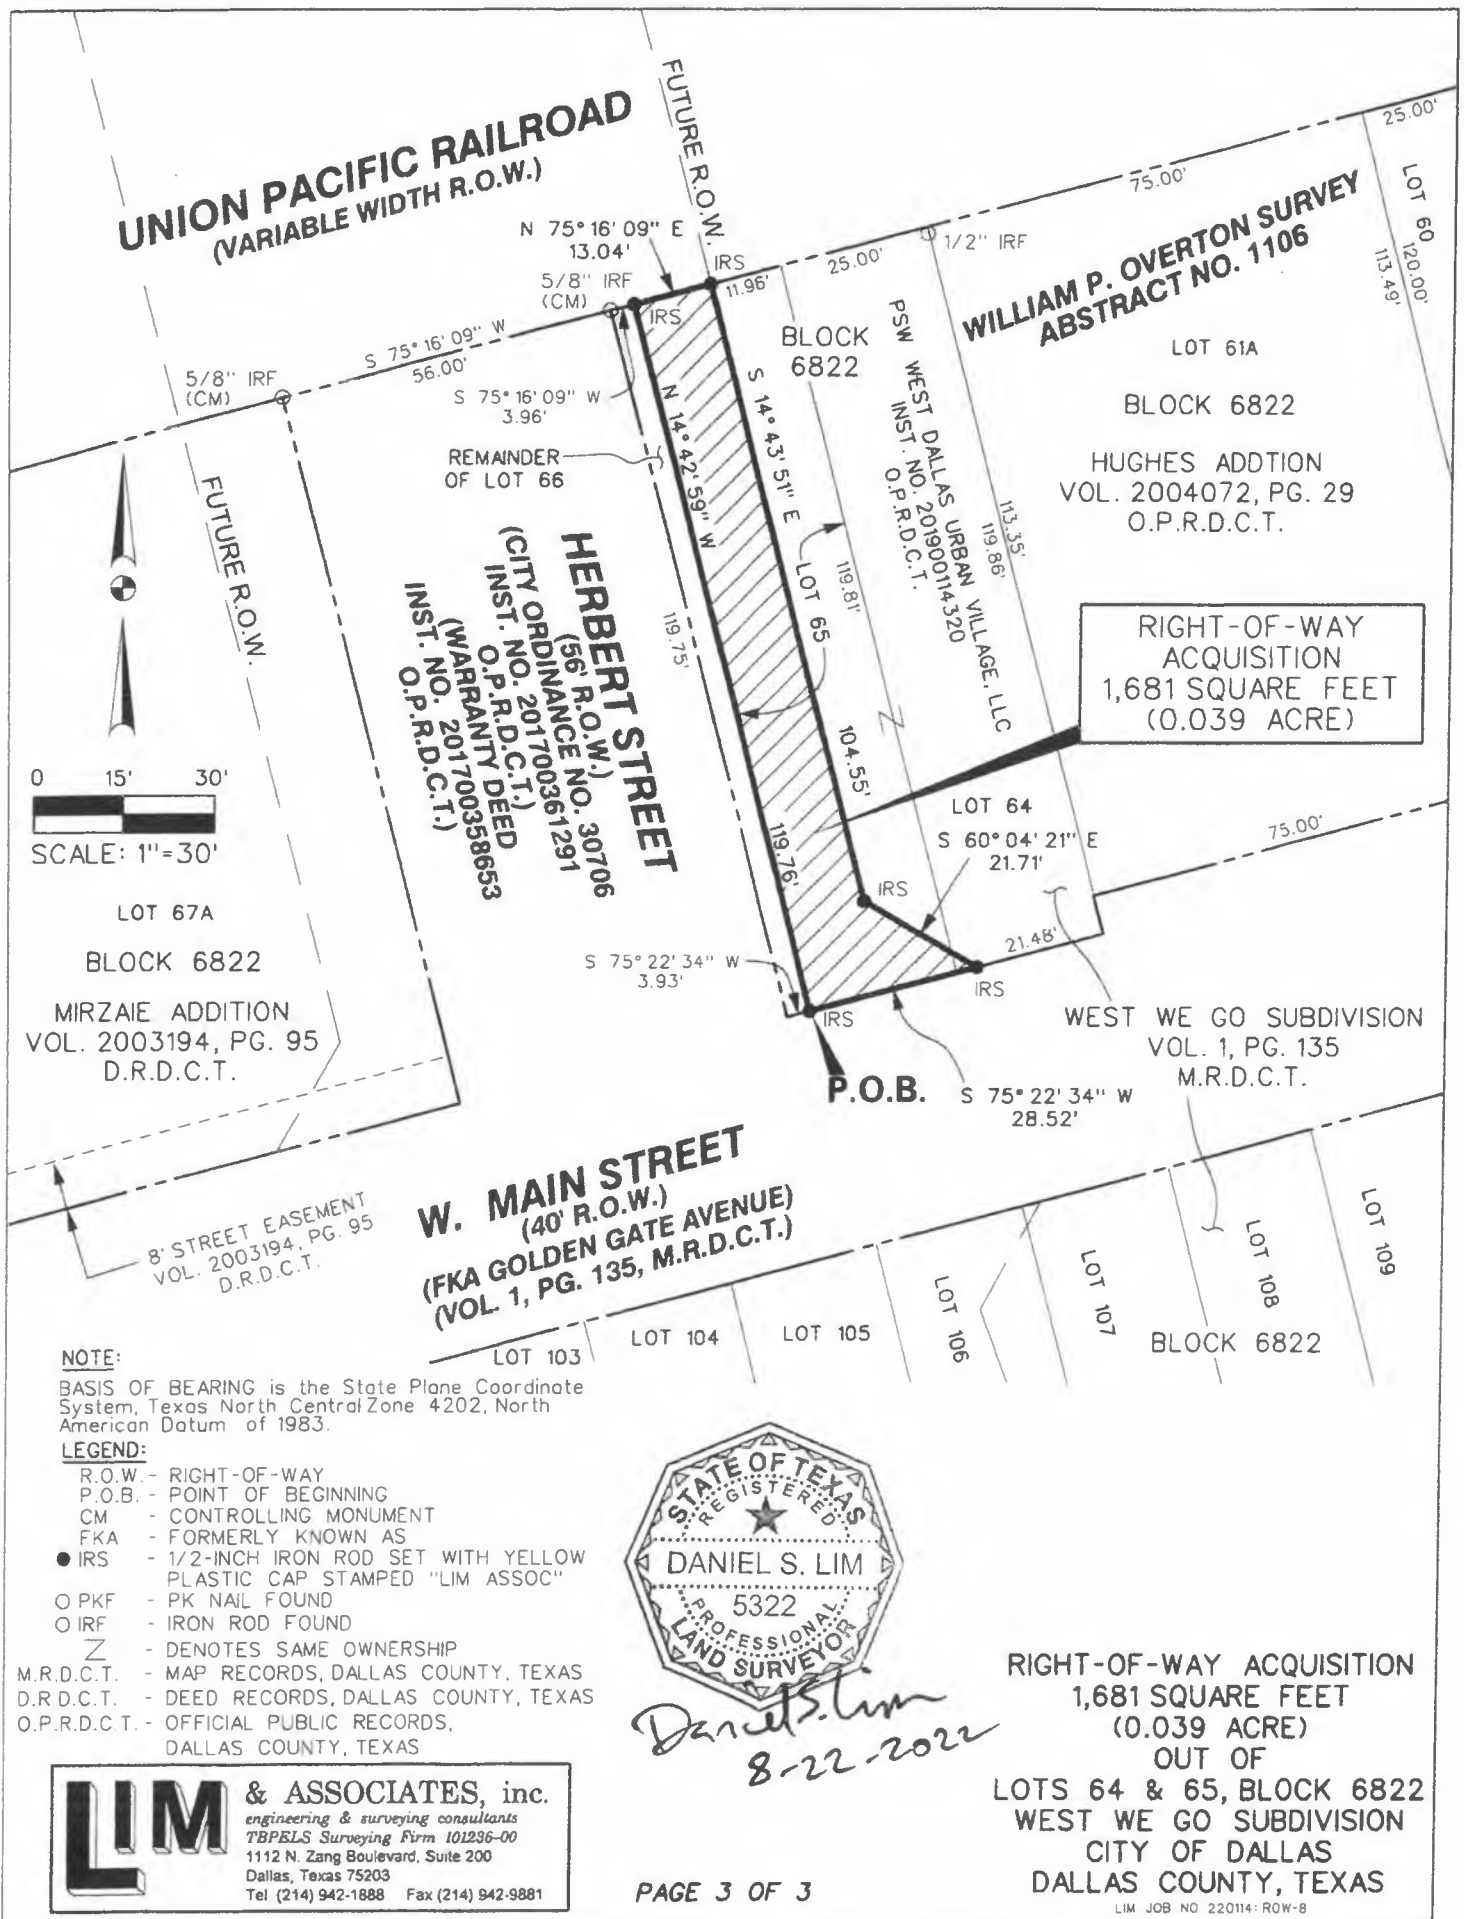 UNION PACIFIC RAILROAD
(VARIABLE WIDTH R.O.W.)
FUTURE R.O.W.
N 75° 16' 09" E
13.04'
5/8" IRF
(CM)
IRS
IRS
11.96'
25.00'
1/2" IRF
75.00'
25.00'
WILLIAM P. OVERTON SURVEY
ABSTRACT NO. 1106
LOT 60
120.00'
113.49'
S 75° 16' 09" W
56.00'
5/8" IRF
(CM)
S 75° 16' 09" W
3.96'
REMAINDER
OF LOT 66
N 14° 42' 59" W
119.76'
S 14° 43' 51" E
104.55'
BLOCK
6822
PSW WEST DALLAS URBAN VILLAGE, LLC
INST. NO. 201900114320
O.P.R.D.C.T.
LOT 61A
BLOCK 6822
HUGHES ADDTION
VOL. 2004072, PG. 29
O.P.R.D.C.T.
FUTURE R.O.W.
HERBERT STREET
(56' R.O.W.)
(CITY ORDINANCE NO. 30706
INST. NO. 201700361291
O.P.R.D.C.T.)
(WARRANTY DEED
INST. NO. 201700358653
O.P.R.D.C.T.)
119.75'
LOT 65
119.81'
113.35'
119.86'
Z
RIGHT-OF-WAY
ACQUISITION
1,681 SQUARE FEET
(0.039 ACRE)
0 15' 30'
SCALE: 1"=30'
LOT 67A
BLOCK 6822
MIRZAIE ADDITION
VOL. 2003194, PG. 95
D.R.D.C.T.
LOT 64
S 60° 04' 21" E
21.71'
75.00'
IRS
21.48'
S 75° 22' 34" W
3.93'
IRS
IRS
P.O.B.
S 75° 22' 34" W
28.52'
WEST WE GO SUBDIVISION
VOL. 1, PG. 135
M.R.D.C.T.
8' STREET EASEMENT
VOL. 2003194, PG. 95
D.R.D.C.T.
W. MAIN STREET
(40' R.O.W.)
(FKA GOLDEN GATE AVENUE)
(VOL. 1, PG. 135, M.R.D.C.T.)
LOT 103
LOT 104
LOT 105
LOT 106
LOT 107
LOT 108
LOT 109
BLOCK 6822
NOTE:
BASIS OF BEARING is the State Plane Coordinate
System, Texas North Central Zone 4202, North
American Datum of 1983.
LEGEND:
R.O.W. - RIGHT-OF-WAY
P.O.B. - POINT OF BEGINNING
CM - CONTROLLING MONUMENT
FKA - FORMERLY KNOWN AS
IRS - 1/2-INCH IRON ROD SET WITH YELLOW
PLASTIC CAP STAMPED "LIM ASSOC"
PKF - PK NAIL FOUND
IRF - IRON ROD FOUND
Z - DENOTES SAME OWNERSHIP
M.R.D.C.T. - MAP RECORDS, DALLAS COUNTY, TEXAS
D.R D.C.T. - DEED RECORDS, DALLAS COUNTY, TEXAS
O.P.R.D.C.T. - OFFICIAL PUBLIC RECORDS,
DALLAS COUNTY, TEXAS
STATE OF TEXAS
REGISTERED
DANIEL S. LIM
5322
PROFESSIONAL
LAND SURVEYOR
Daniel S. Lim
8-22-2022
LIM & ASSOCIATES, inc.
engineering & surveying consultants
TBPELS Surveying Firm 101236-00
1112 N. Zang Boulevard, Suite 200
Dallas, Texas 75203
Tel (214) 942-1888 Fax (214) 942-9881
PAGE 3 OF 3
RIGHT-OF-WAY ACQUISITION
1,681 SQUARE FEET
(0.039 ACRE)
OUT OF
LOTS 64 & 65, BLOCK 6822
WEST WE GO SUBDIVISION
CITY OF DALLAS
DALLAS COUNTY, TEXAS
LIM JOB NO 220114: ROW-8